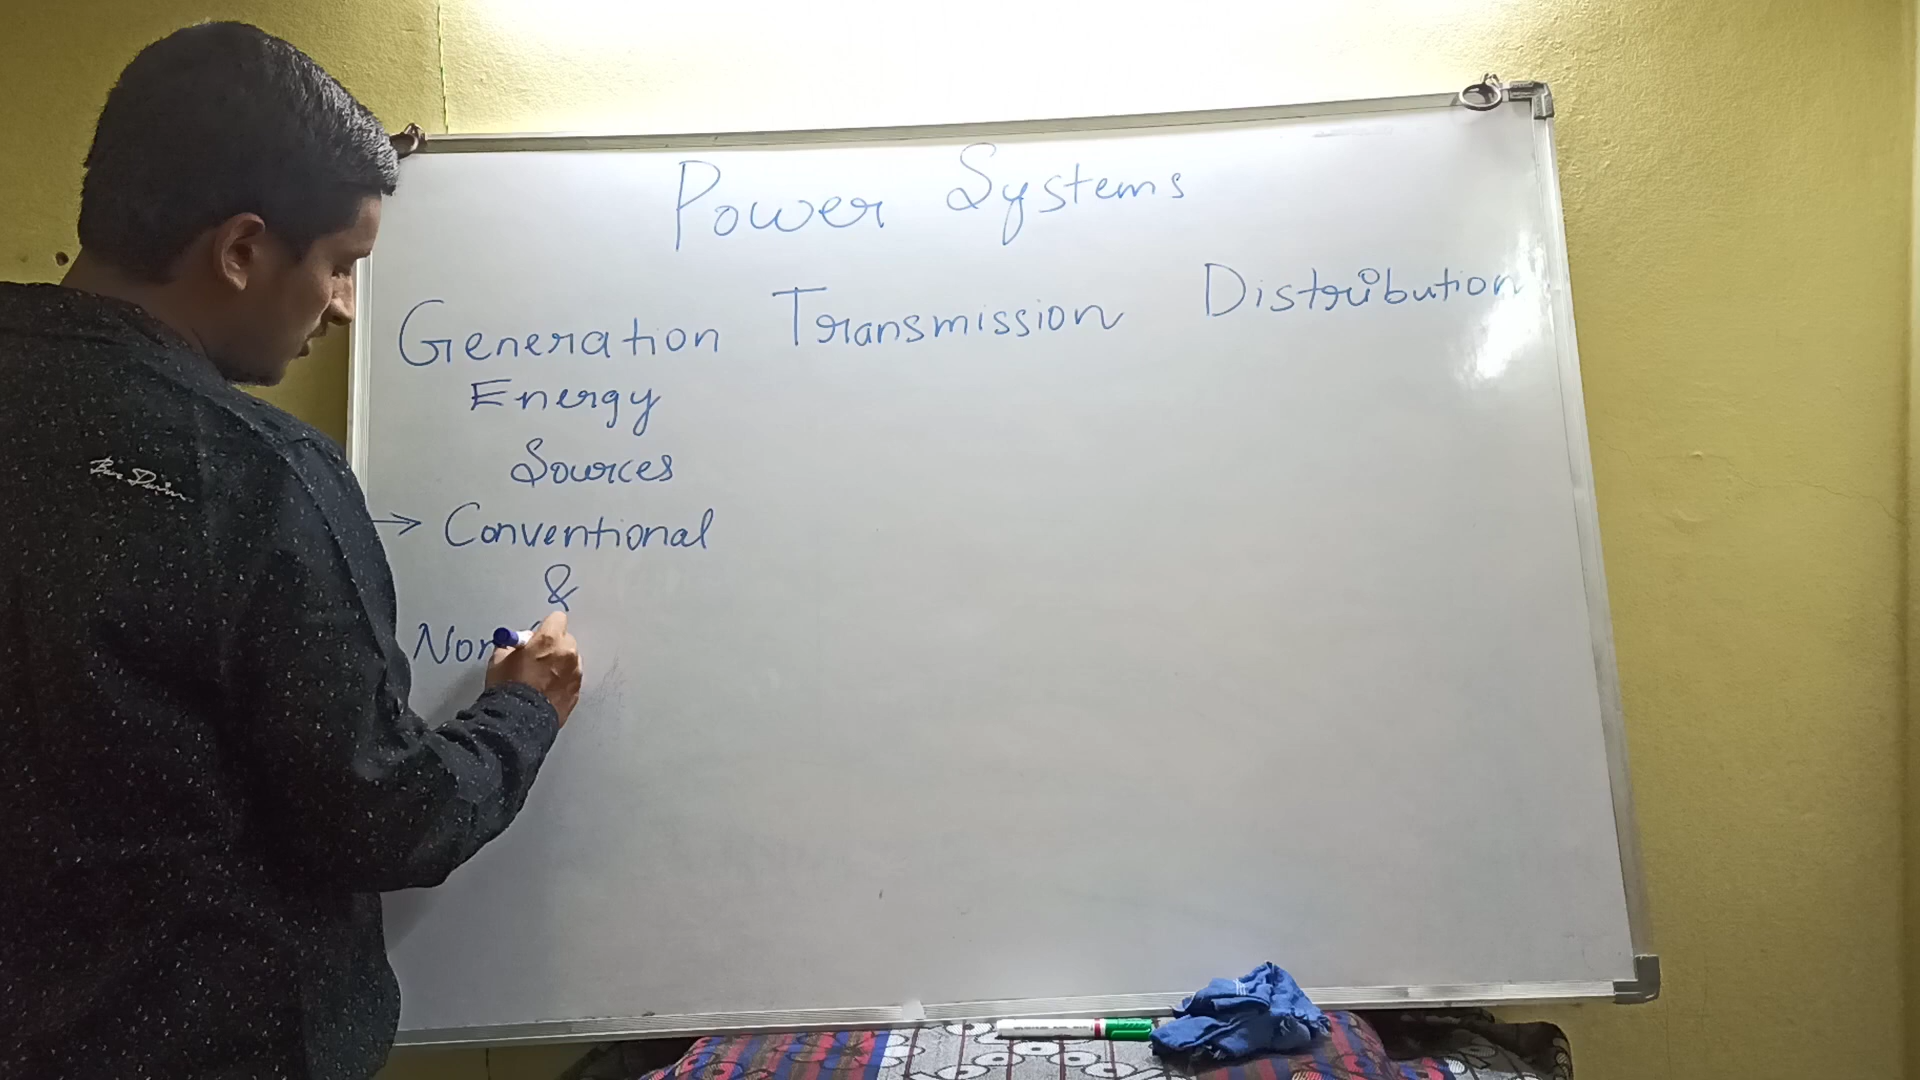 Power Systems
Generation Transmission Distribution
Energy
Sources
→ Conventional
&
Non